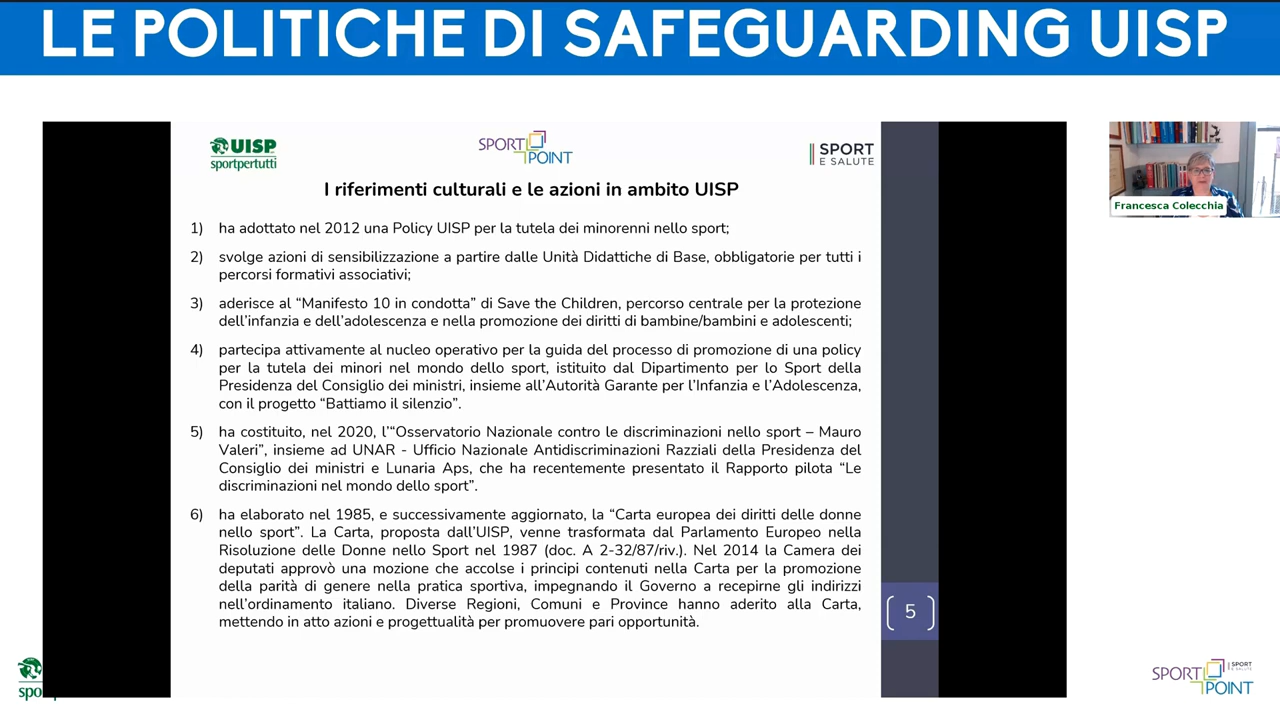 LE POLITICHE DI SAFEGUARDING UISP
UISP
sportpertutti
SPORT
POINT
SPORT
E SALUTE
I riferimenti culturali e le azioni in ambito UISP
1) ha adottato nel 2012 una Policy UISP per la tutela dei minorenni nello sport;
2) svolge azioni di sensibilizzazione a partire dalle Unità Didattiche di Base, obbligatorie per tutti i
percorsi formativi associativi;
3) aderisce al “Manifesto 10 in condotta” di Save the Children, percorso centrale per la protezione
dell’infanzia e dell’adolescenza e nella promozione dei diritti di bambine/bambini e adolescenti;
4) partecipa attivamente al nucleo operativo per la guida del processo di promozione di una policy
per la tutela dei minori nel mondo dello sport, istituito dal Dipartimento per lo Sport della
Presidenza del Consiglio dei ministri, insieme all’Autorità Garante per l’Infanzia e l’Adolescenza,
con il progetto “Battiamo il silenzio”.
5) ha costituito, nel 2020, l’“Osservatorio Nazionale contro le discriminazioni nello sport – Mauro
Valeri”, insieme ad UNAR - Ufficio Nazionale Antidiscriminazioni Razziali della Presidenza del
Consiglio dei ministri e Lunaria Aps, che ha recentemente presentato il Rapporto pilota “Le
discriminazioni nel mondo dello sport”.
6) ha elaborato nel 1985, e successivamente aggiornato, la “Carta europea dei diritti delle donne
nello sport”. La Carta, proposta dall’UISP, venne trasformata dal Parlamento Europeo nella
Risoluzione delle Donne nello Sport nel 1987 (doc. A 2-32/87/riv.). Nel 2014 la Camera dei
deputati approvò una mozione che accolse i principi contenuti nella Carta per la promozione
della parità di genere nella pratica sportiva, impegnando il Governo a recepirne gli indirizzi
nell’ordinamento italiano. Diverse Regioni, Comuni e Province hanno aderito alla Carta,
mettendo in atto azioni e progettualità per promuovere pari opportunità.
5
Francesca Colecchia
spo
SPORT
POINT
SPORT
E SALUTE